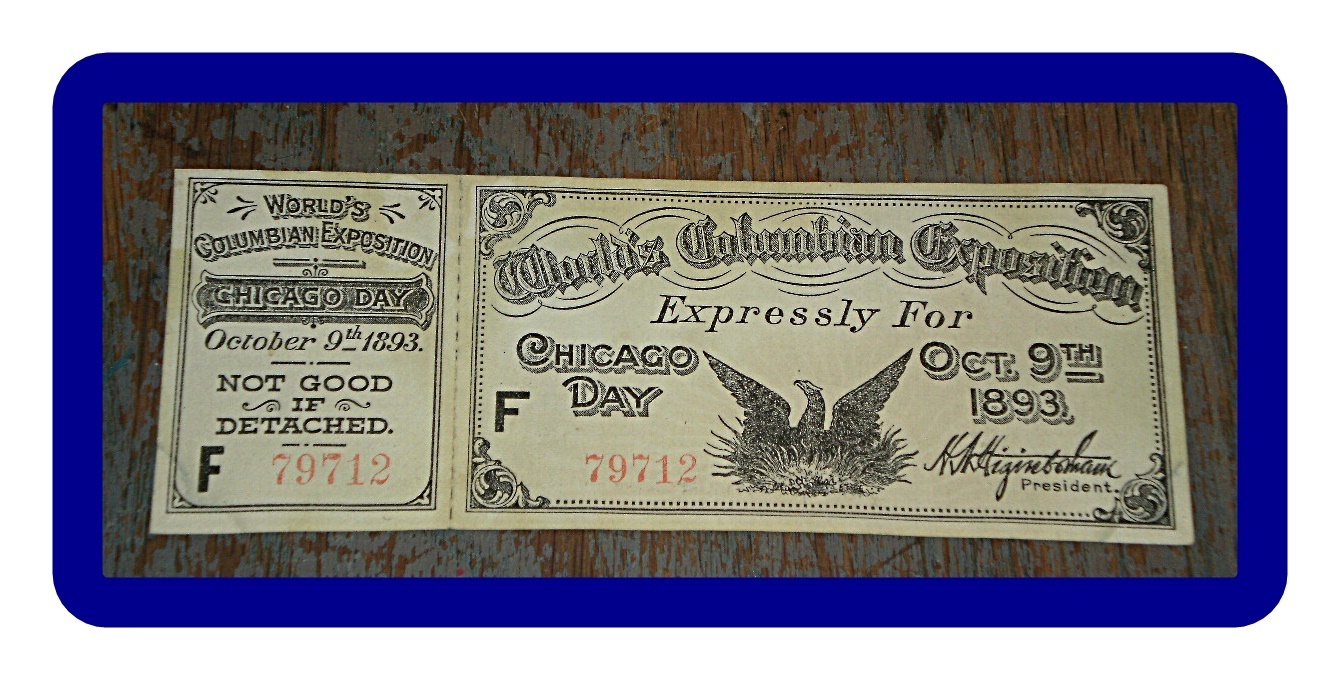 WORLD'S
COLUMBIAN EXPOSITION
CHICAGO DAY
October 9th 1893.
NOT GOOD
IF
DETACHED.
F 79712
World's Columbian Exposition
Expressly For
CHICAGO
DAY
OCT. 9TH
1893.
F
79712
H.N. Higinbotham
President.